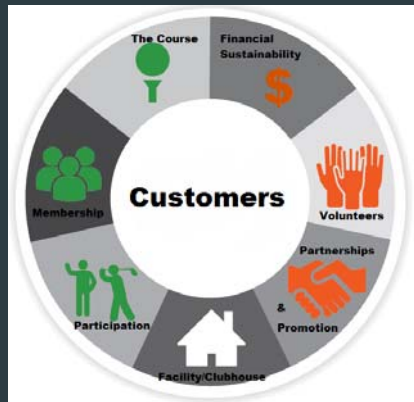 The Course
Financial
Sustainability
$
Volunteers
Partnerships
&
Promotion
Facility/Clubhouse
Participation
Membership
Customers